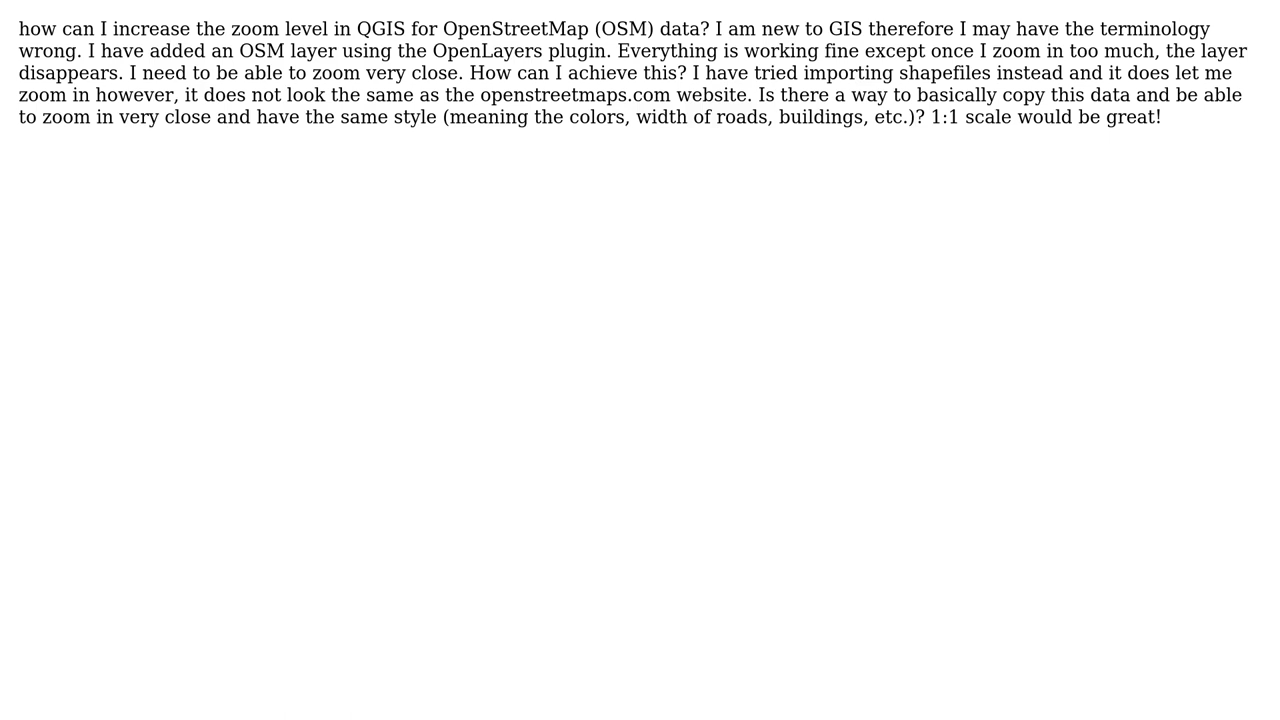 how can I increase the zoom level in QGIS for OpenStreetMap (OSM) data? I am new to GIS therefore I may have the terminology
wrong. I have added an OSM layer using the OpenLayers plugin. Everything is working fine except once I zoom in too much, the layer
disappears. I need to be able to zoom very close. How can I achieve this? I have tried importing shapefiles instead and it does let me
zoom in however, it does not look the same as the openstreetmaps.com website. Is there a way to basically copy this data and be able
to zoom in very close and have the same style (meaning the colors, width of roads, buildings, etc.)? 1:1 scale would be great!